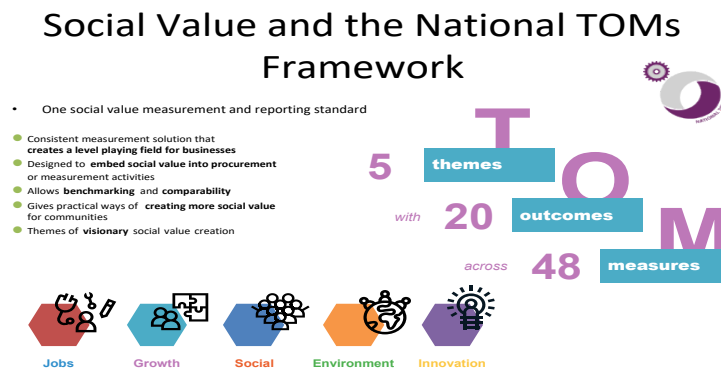 Social Value and the National TOMs
Framework
• One social value measurement and reporting standard
Consistent measurement solution that
creates a level playing field for businesses
Designed to embed social value into procurement
or measurement activities
Allows benchmarking and comparability
Gives practical ways of creating more social value
for communities
Themes of visionary social value creation
T
5 themes
O
with 20 outcomes
M
across 48 measures
Jobs Growth Social Environment Innovation